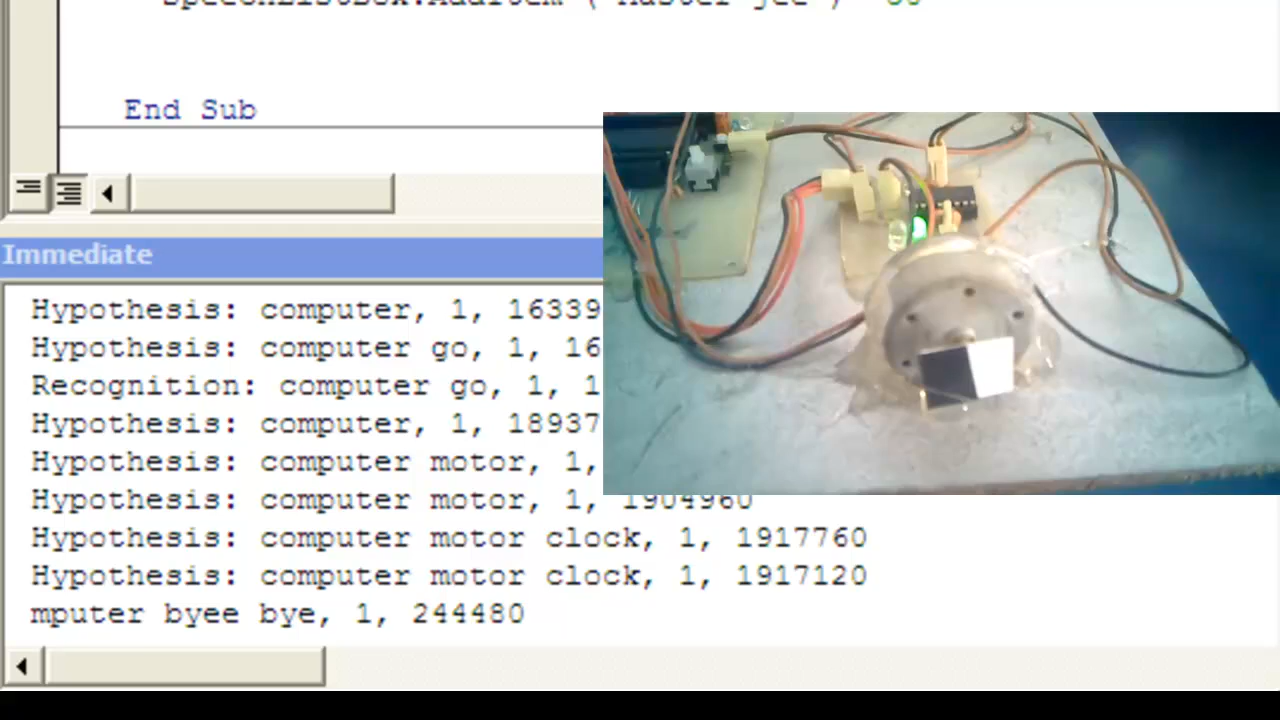 End Sub
Immediate
Hypothesis: computer, 1, 16339
Hypothesis: computer go, 1, 16
Recognition: computer go, 1, 1
Hypothesis: computer, 1, 18937
Hypothesis: computer motor, 1,
Hypothesis: computer motor, 1, 1904960
Hypothesis: computer motor clock, 1, 1917760
Hypothesis: computer motor clock, 1, 1917120
mputer byee bye, 1, 244480